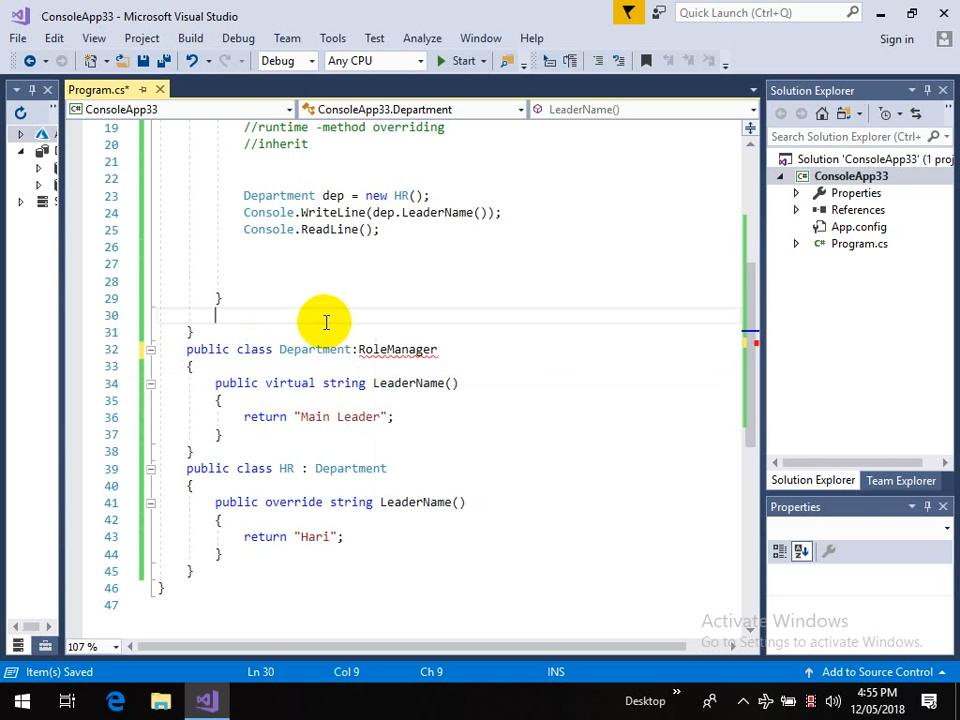 ConsoleApp33 - Microsoft Visual Studio
Quick Launch (Ctrl+Q)
File Edit View Project Build Debug Team Tools Test Analyze Window Help
Sign in
Debug Any CPU Start
Program.cs*
ConsoleApp33 ConsoleApp33.Department LeaderName()
19 //runtime -method overriding
20 //inherit
21
22
23 Department dep = new HR();
24 Console.WriteLine(dep.LeaderName());
25 Console.ReadLine();
26
27
28
29 }
30
31 }
32 public class Department:RoleManager
33 {
34 public virtual string LeaderName()
35 {
36 return "Main Leader";
37 }
38 }
39 public class HR : Department
40 {
41 public override string LeaderName()
42 {
43 return "Hari";
44 }
45 }
46 }
47
107 %
Solution Explorer
Search Solution Explorer (Ctrl+
Solution 'ConsoleApp33' (1 proj
ConsoleApp33
Properties
References
App.config
Program.cs
Solution Explorer Team Explorer
Properties
Activate Windows
Go to Settings to activate Windows.
Item(s) Saved Ln 30 Col 9 Ch 9 INS Add to Source Control
Desktop
4:55 PM
12/05/2018